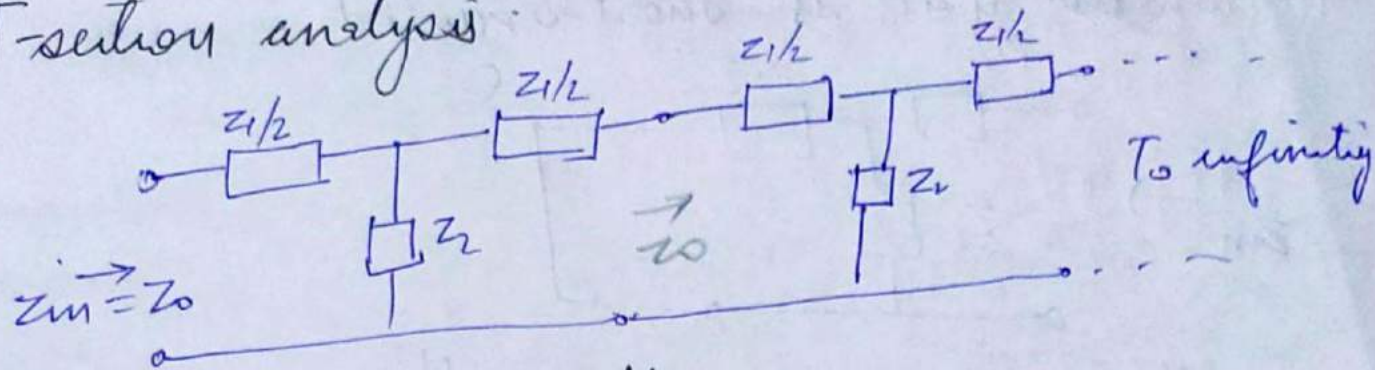 T-section analysis
Z1/2 Z1/2 Z1/2 Z1/2
Z2 Z0 Z2 To infinity
Zin = Z0